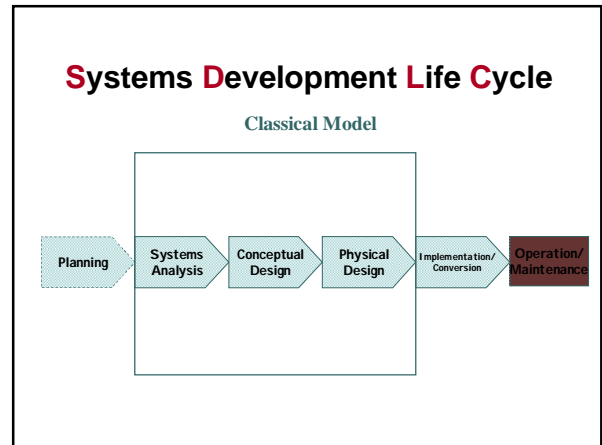 Systems Development Life Cycle
Classical Model
Planning
Systems
Analysis
Conceptual
Design
Physical
Design
Implementation/
Conversion
Operation/
Maintenance